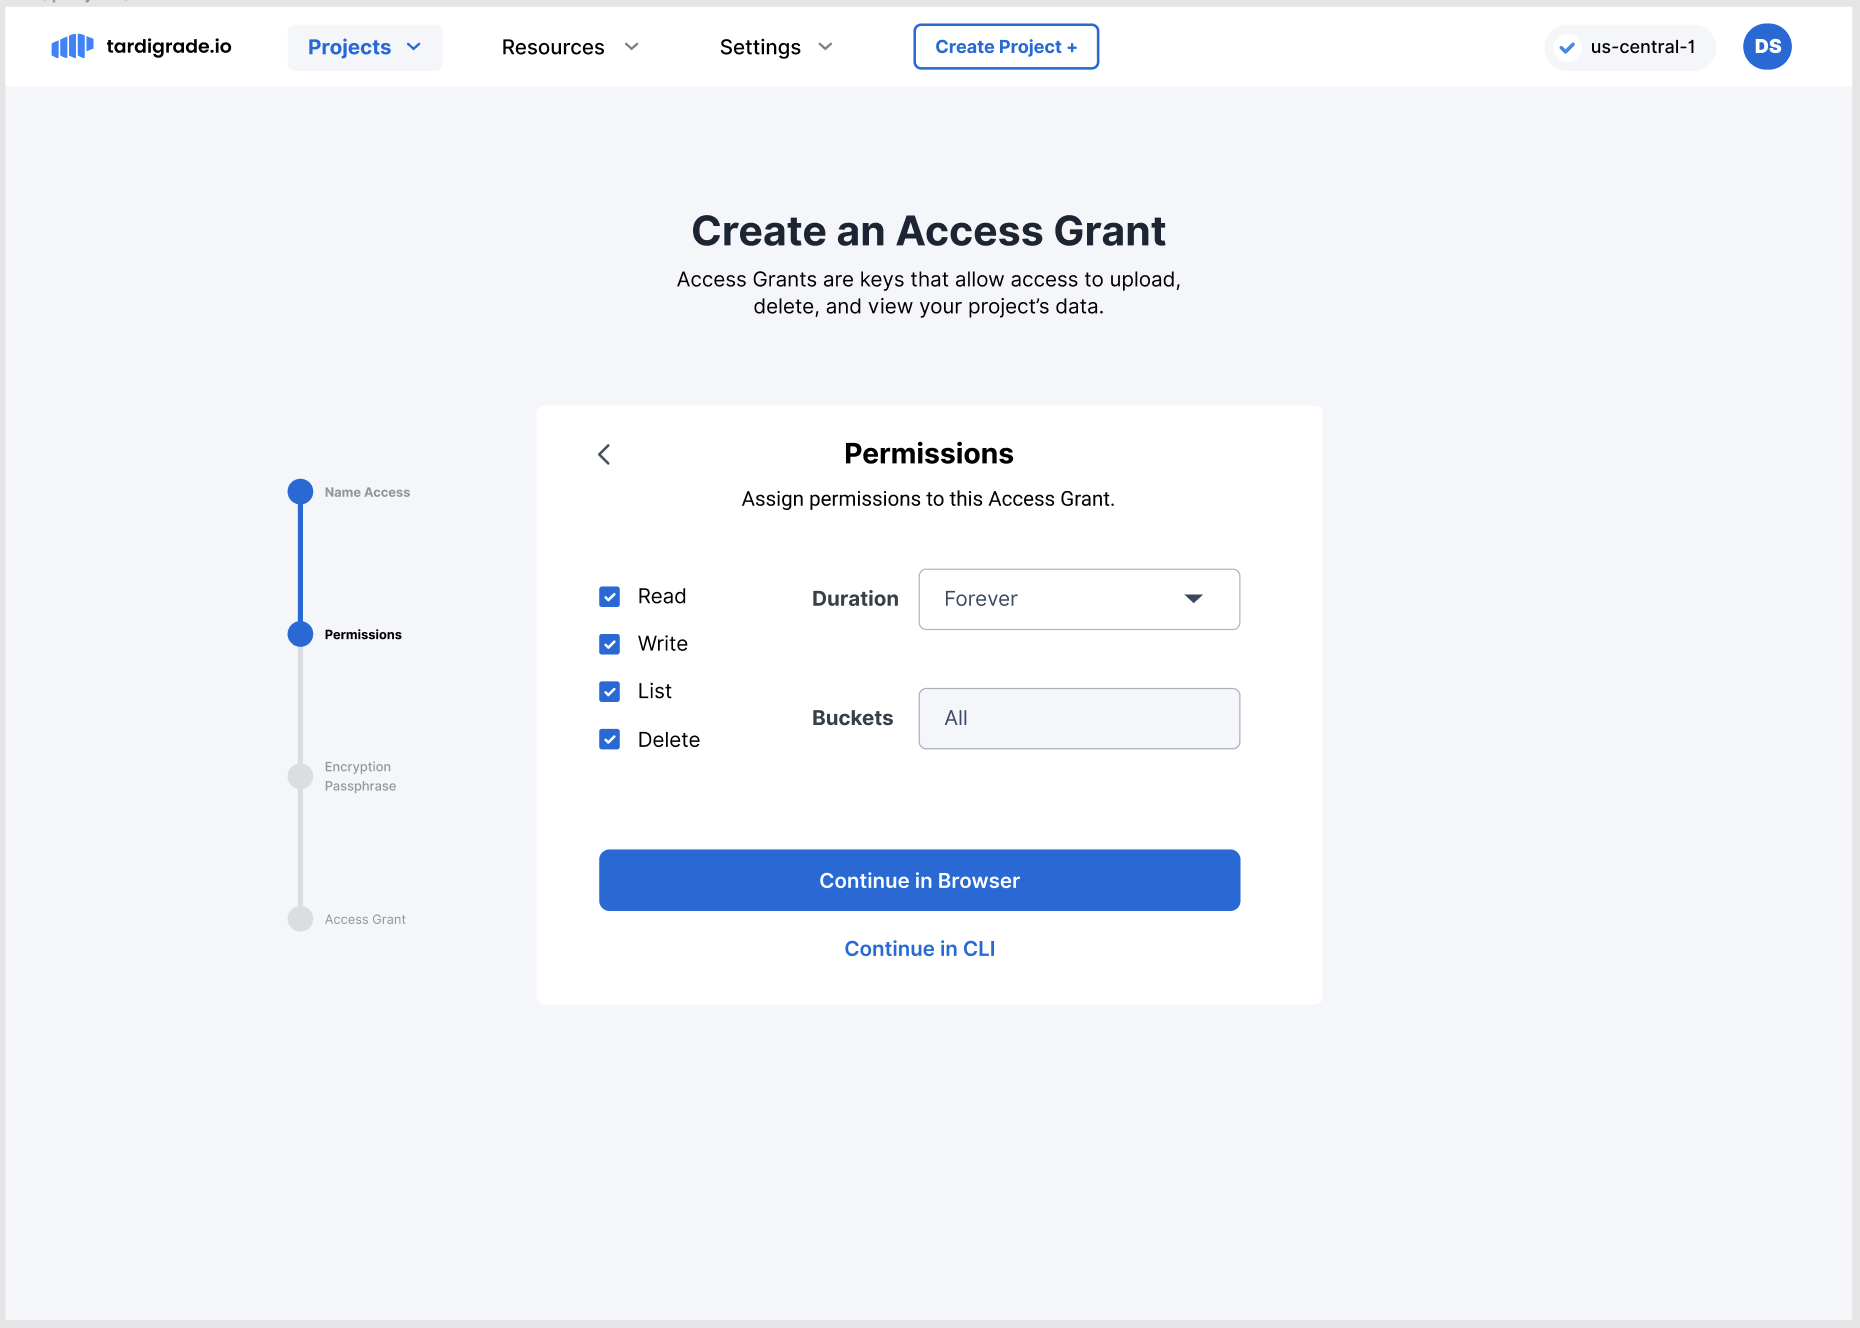 tardigrade.io
Projects
Resources
Settings
Create Project +
us-central-1
DS
Create an Access Grant
Access Grants are keys that allow access to upload,
delete, and view your project’s data.
Name Access
Permissions
Encryption
Passphrase
Access Grant
Permissions
Assign permissions to this Access Grant.
Read
Write
List
Delete
Duration
Forever
Buckets
All
Continue in Browser
Continue in CLI